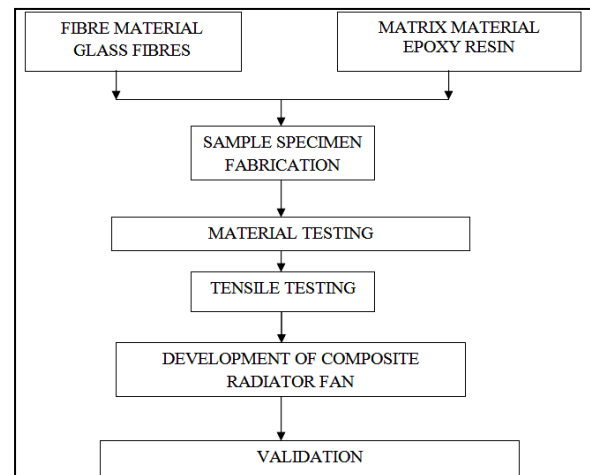 FIBRE MATERIAL
GLASS FIBRES
MATRIX MATERIAL
EPOXY RESIN
SAMPLE SPECIMEN
FABRICATION
MATERIAL TESTING
TENSILE TESTING
DEVELOPMENT OF COMPOSITE
RADIATOR FAN
VALIDATION